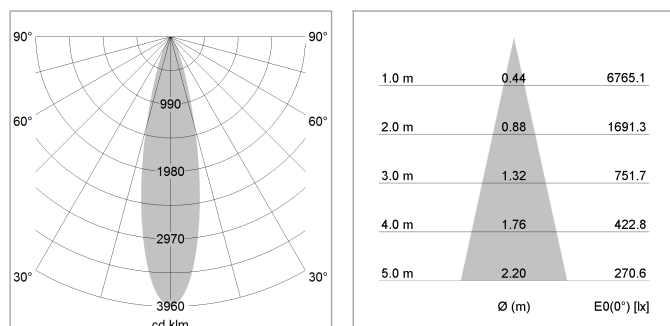 90° 90°
990
60° 60°
1980
2970
30° 30°
3960
cd klm
1.0 m 0.44 6765.1
2.0 m 0.88 1691.3
3.0 m 1.32 751.7
4.0 m 1.76 422.8
5.0 m 2.20 270.6
Ø (m) E0(0°) [lx]